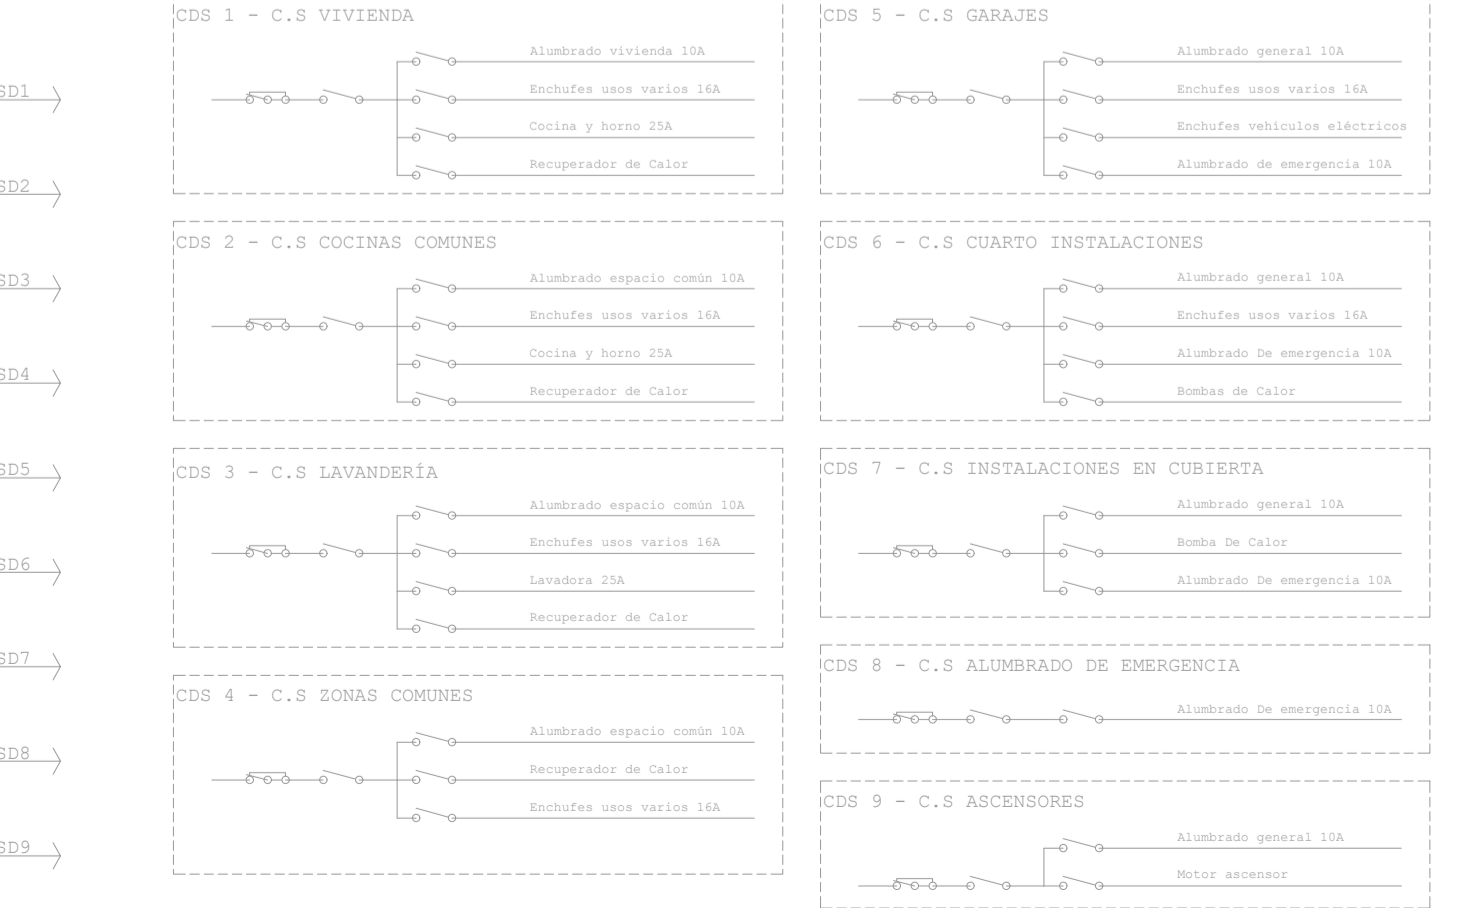 SD1
SD2
SD3
SD4
SD5
SD6
SD7
SD8
SD9
CDS 1 - C.S VIVIENDA
Alumbrado vivienda 10A
Enchufes usos varios 16A
Cocina y horno 25A
Recuperador de Calor
CDS 2 - C.S COCINAS COMUNES
Alumbrado espacio común 10A
Enchufes usos varios 16A
Cocina y horno 25A
Recuperador de Calor
CDS 3 - C.S LAVANDERÍA
Alumbrado espacio común 10A
Enchufes usos varios 16A
Lavadora 25A
Recuperador de Calor
CDS 4 - C.S ZONAS COMUNES
Alumbrado espacio común 10A
Recuperador de Calor
Enchufes usos varios 16A
CDS 5 - C.S GARAJES
Alumbrado general 10A
Enchufes usos varios 16A
Enchufes vehiculos eléctricos
Alumbrado de emergencia 10A
CDS 6 - C.S CUARTO INSTALACIONES
Alumbrado general 10A
Enchufes usos varios 16A
Alumbrado De emergencia 10A
Bombas de Calor
CDS 7 - C.S INSTALACIONES EN CUBIERTA
Alumbrado general 10A
Bomba De Calor
Alumbrado De emergencia 10A
CDS 8 - C.S ALUMBRADO DE EMERGENCIA
Alumbrado De emergencia 10A
CDS 9 - C.S ASCENSORES
Alumbrado general 10A
Motor ascensor